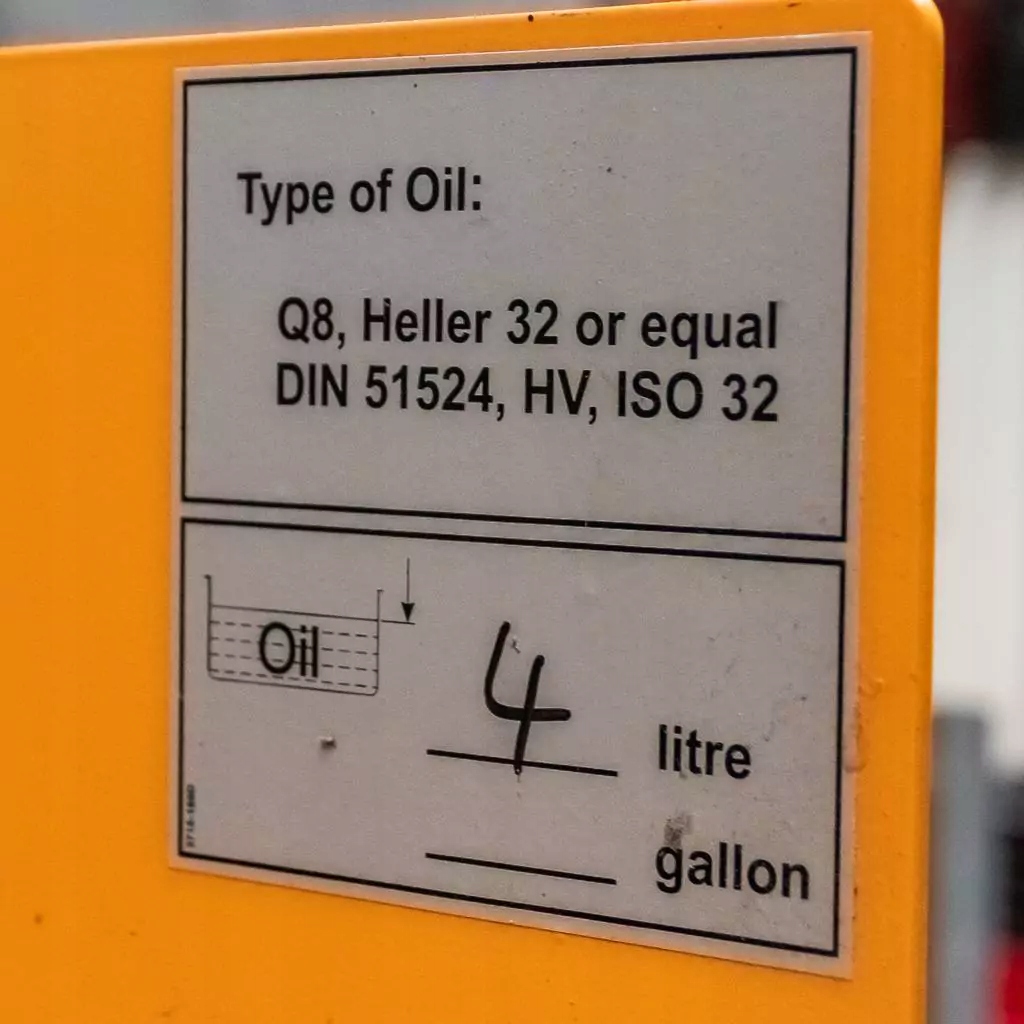 Type of Oil:
Q8, Heller 32 or equal
DIN 51524, HV, ISO 32
Oil
4 litre
gallon